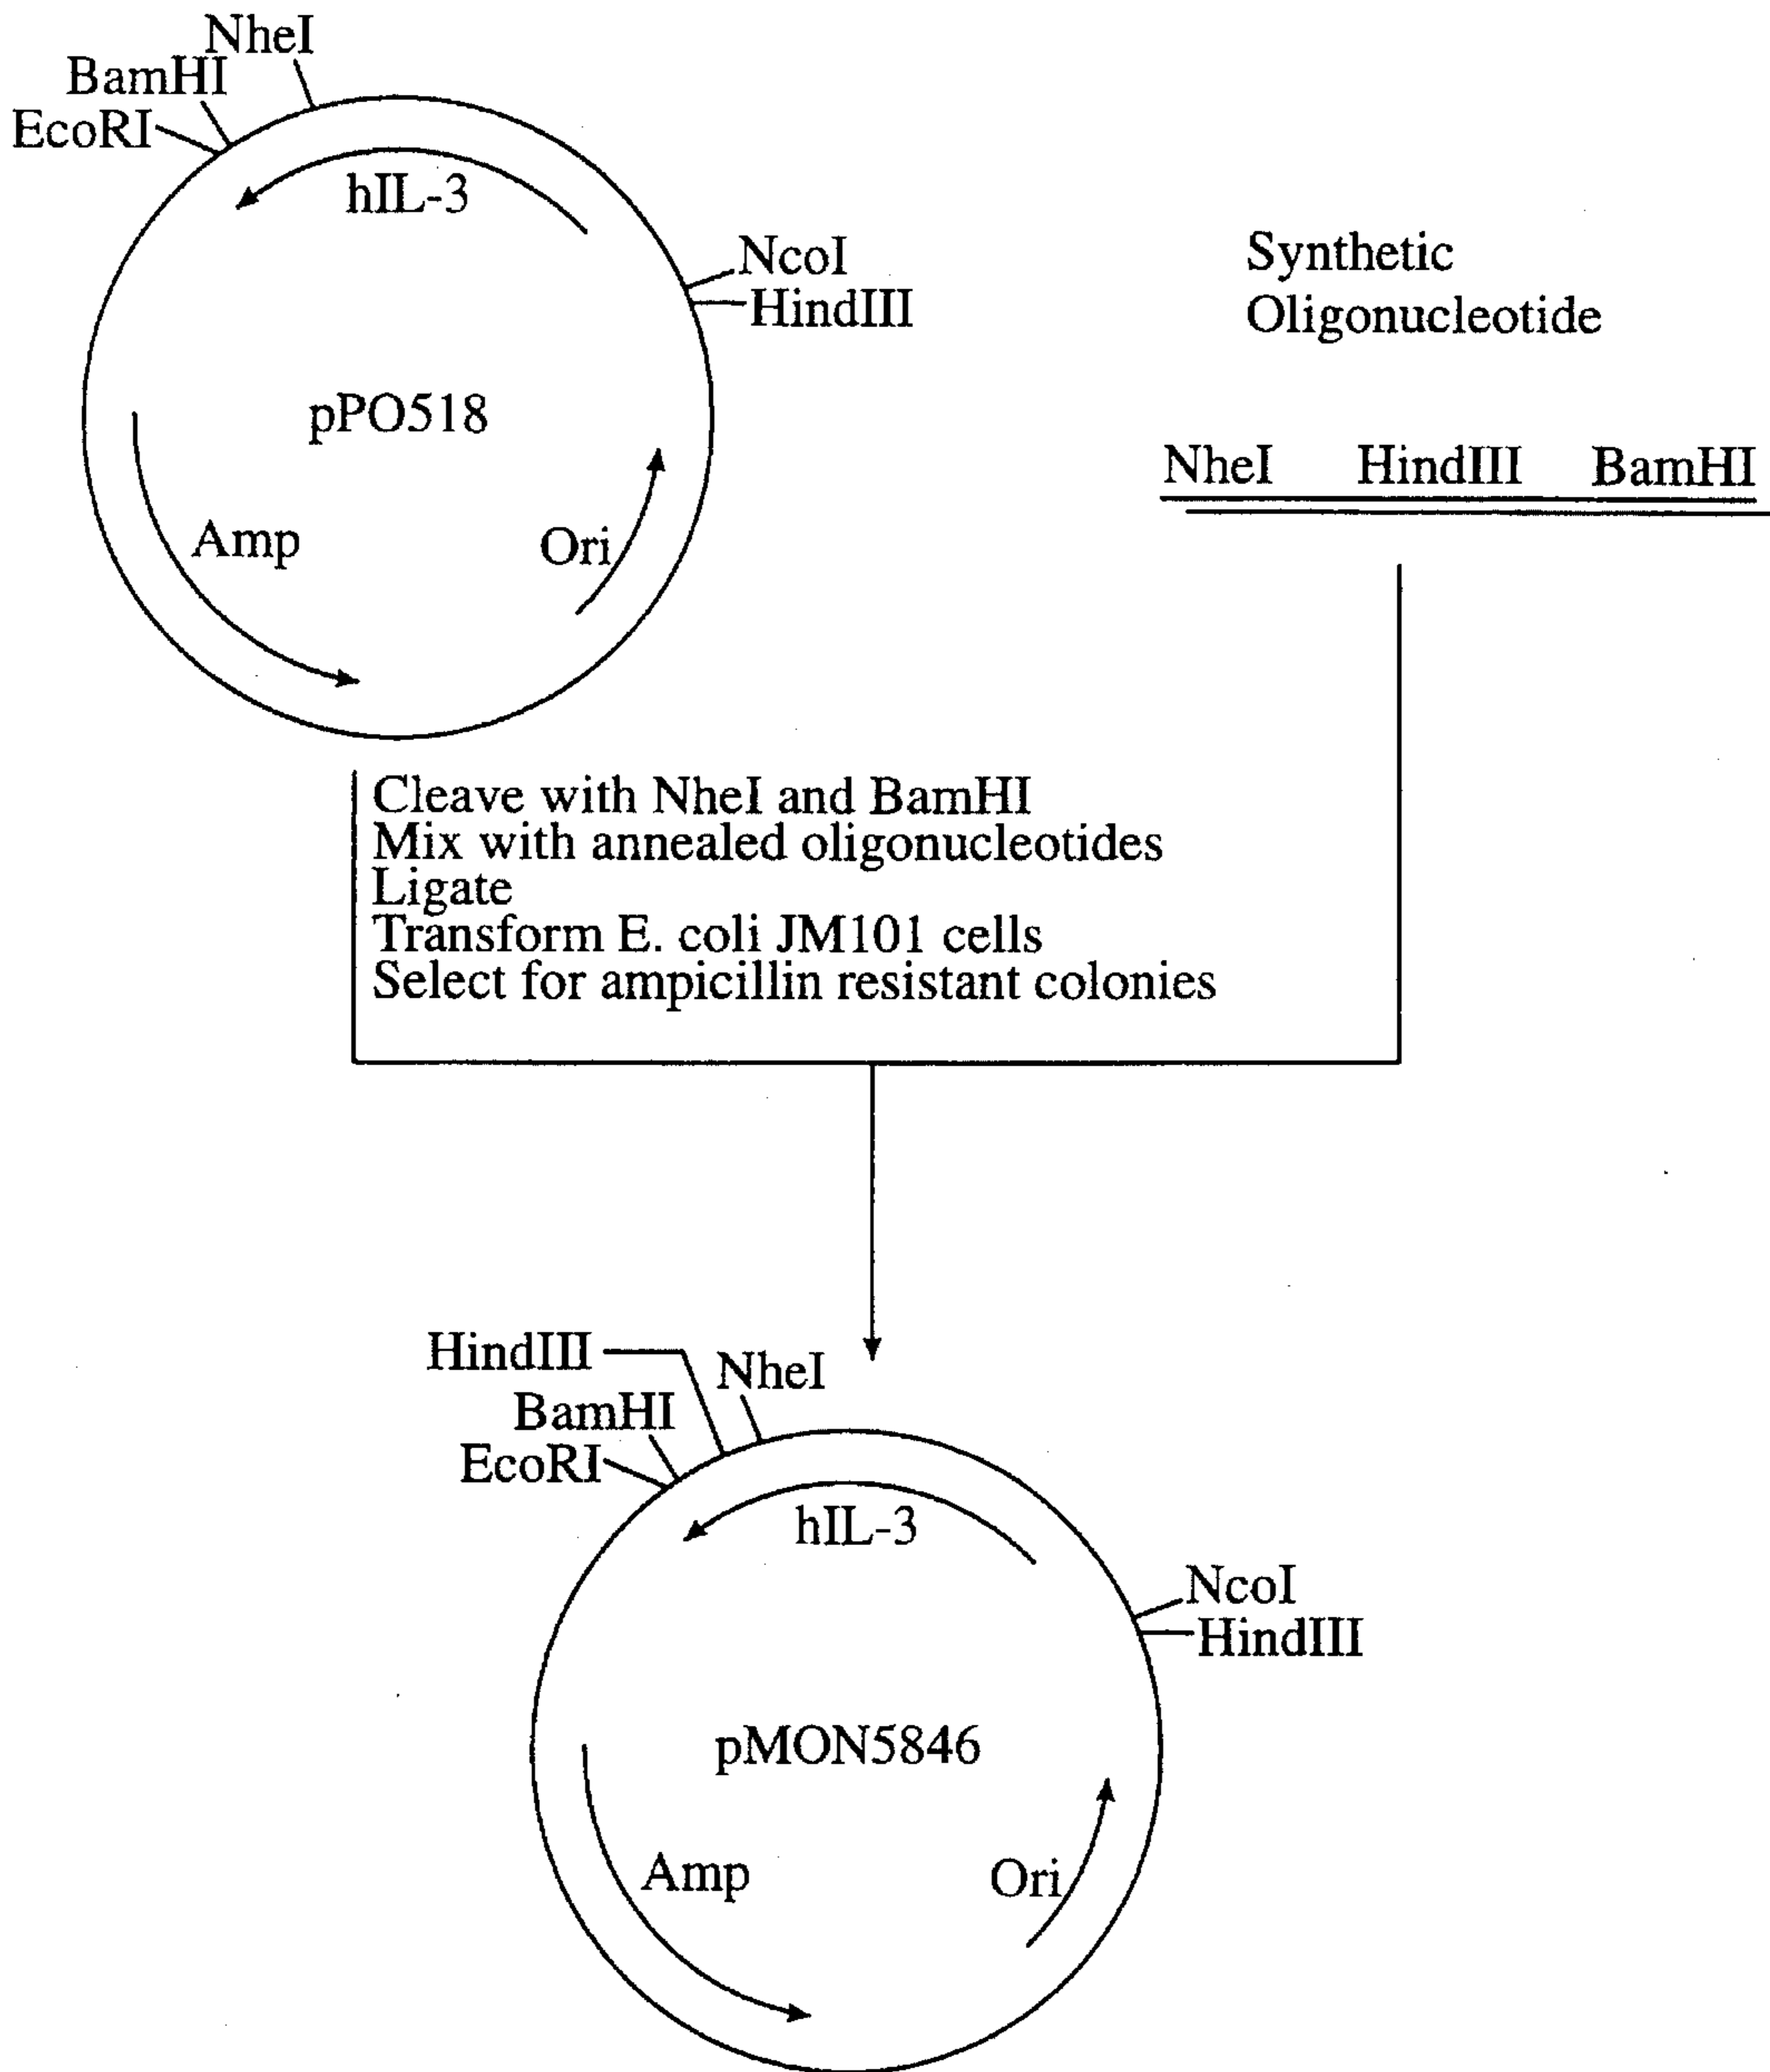 NheI
BamHI
EcoRI
hIL-3
NcoI
HindIII
pPO518
Amp
Ori
Synthetic
Oligonucleotide
NheI HindIII BamHI
Cleave with NheI and BamHI
Mix with annealed oligonucleotides
Ligate
Transform E. coli JM101 cells
Select for ampicillin resistant colonies
HindIII
NheI
BamHI
EcoRI
hIL-3
NcoI
HindIII
pMON5846
Amp
Ori